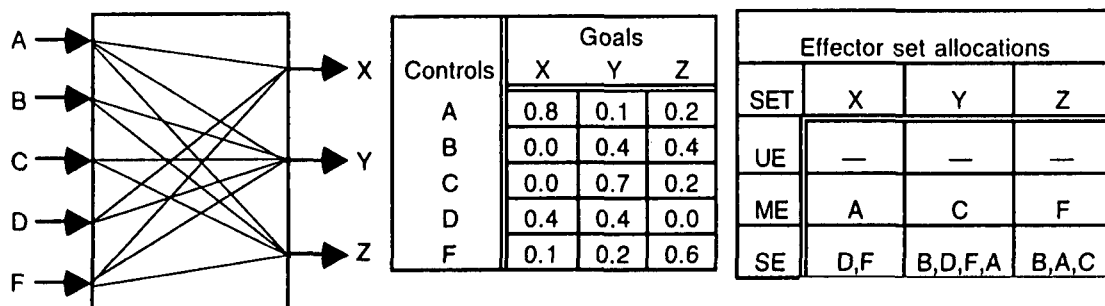 A
B
C
D
F
X
Y
Z
Goals
Controls X Y Z
A 0.8 0.1 0.2
B 0.0 0.4 0.4
C 0.0 0.7 0.2
D 0.4 0.4 0.0
F 0.1 0.2 0.6
Effector set allocations
SET X Y Z
UE — — —
ME A C F
SE D,F B,D,F,A B,A,C